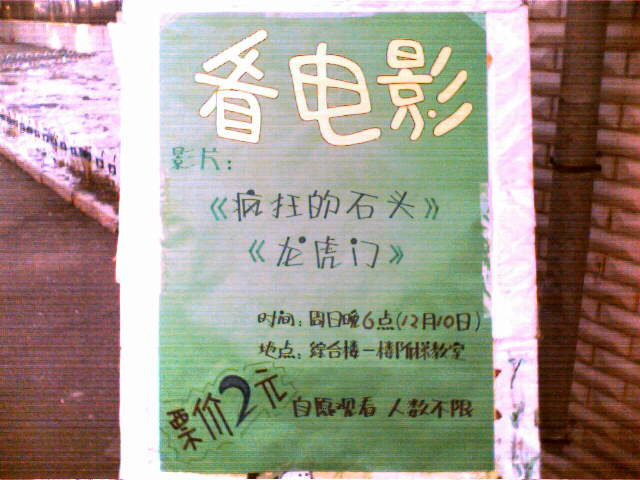 看电影
影片:
《疯狂的石头》
《龙虎门》
时间:周日晚6点(12月10日)
地点:综合楼一楼阶梯教室
票价2元
自愿观看 人数不限